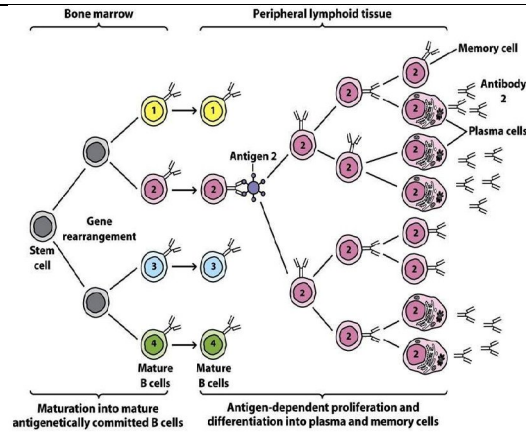 Bone marrow
Peripheral lymphoid tissue
Memory cell
2
Antibody
2
2
2
Plasma cells
1
1
2
2
2
Antigen 2
2
2
2
2
Gene
rearrangement
Stem
cell
2
2
2
3
3
2
2
2
4
4
2
Mature
B cells
Mature
B cells
Maturation into mature
antigenetically committed B cells
Antigen-dependent proliferation and
differentiation into plasma and memory cells